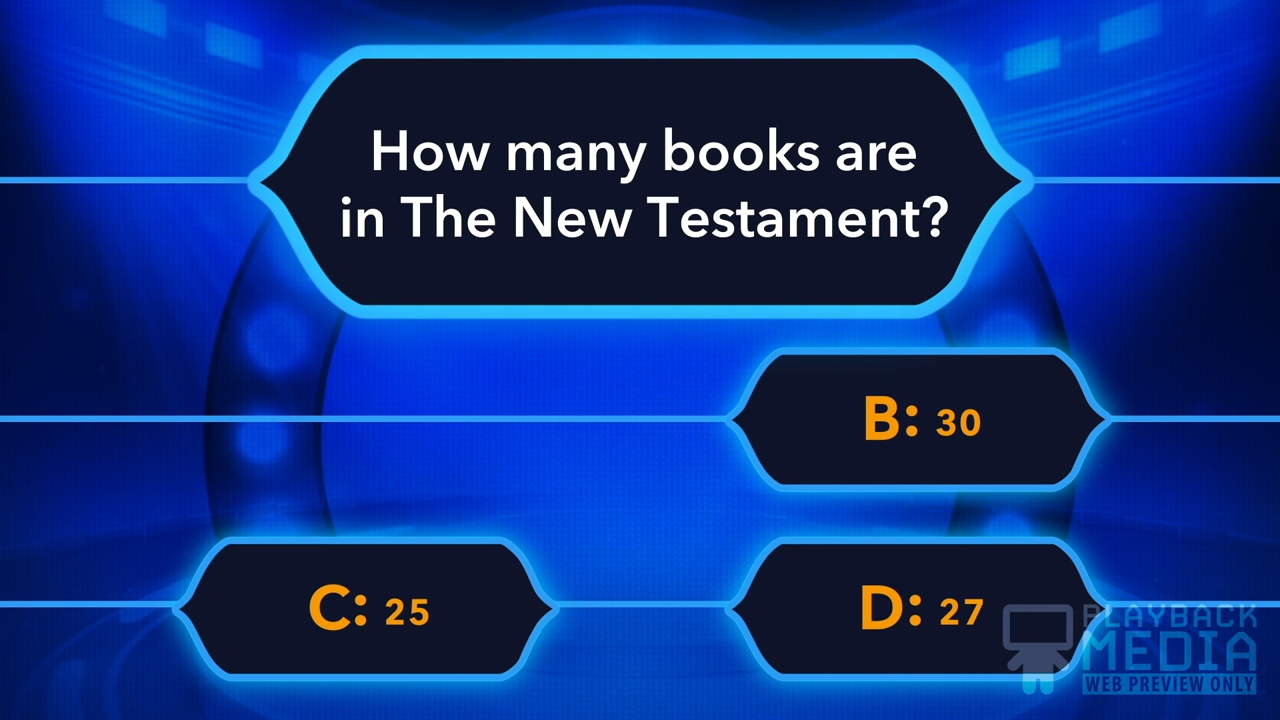 How many books are
in The New Testament?
B: 30
C: 25
D: 27
PLAYBACK
MEDIA
WEB PREVIEW ONLY